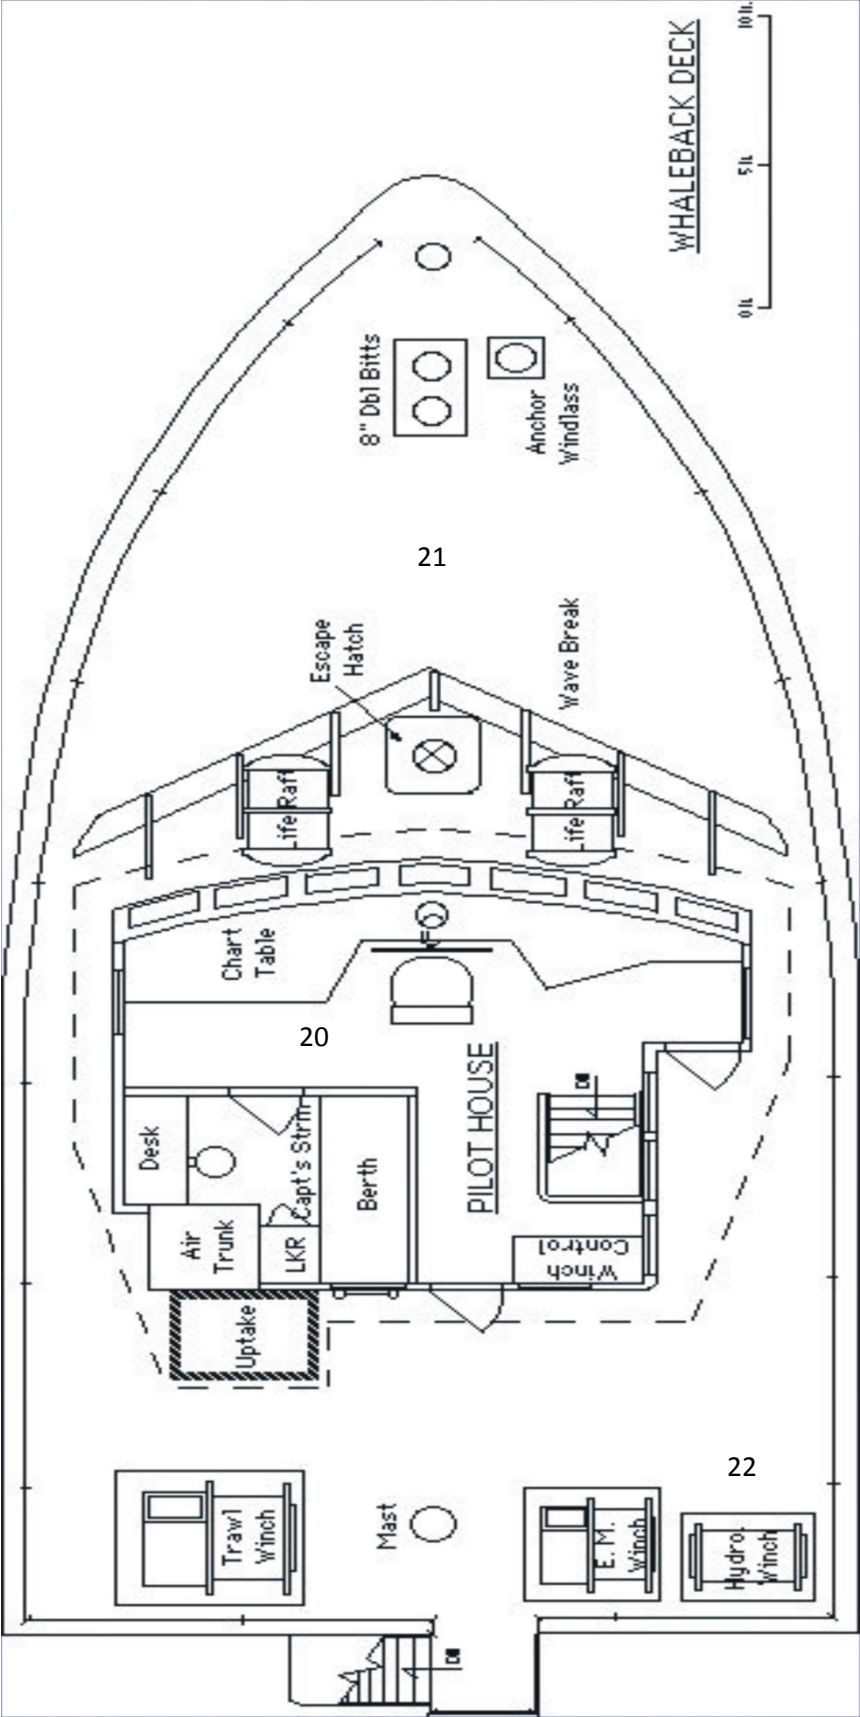 WHALEBACK DECK
0 ft.
5 ft.
10 ft.
8" Dbl Bitts
Anchor
Windlass
21
Escape
Hatch
Wave Break
Life Raft
Life Raft
Chart
Table
20
PILOT HOUSE
DN
Desk
Capt's Strm
Berth
Air
Trunk
LKR
Winch
Control
Uptake
22
Trawl
Winch
Mast
E. M.
Winch
Hydro.
Winch
DN